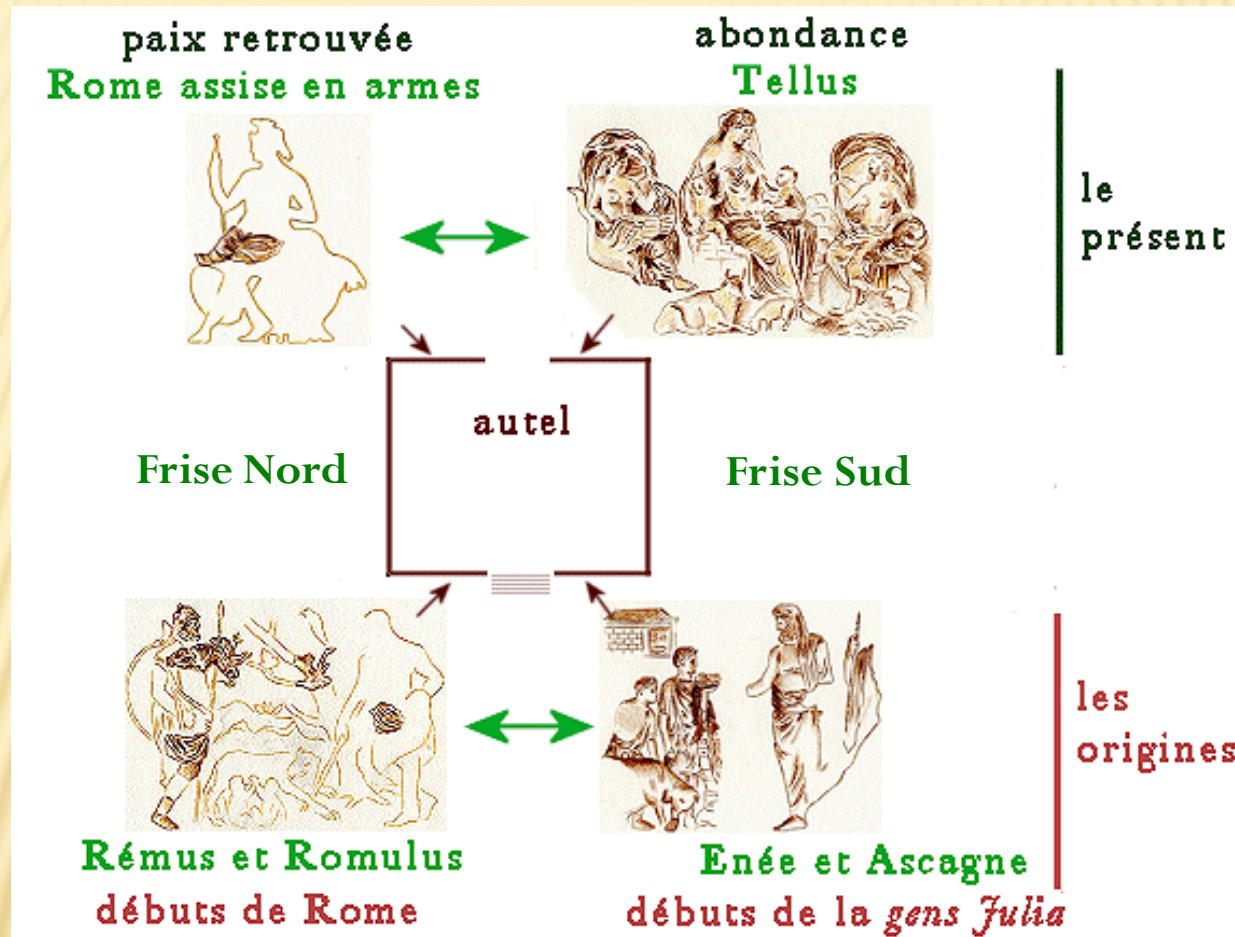 paix retrouvée
Rome assise en armes
abondance
Tellus
le
présent
autel
Frise Nord
Frise Sud
les
origines
Rémus et Romulus
débuts de Rome
Enée et Ascagne
débuts de la gens Julia